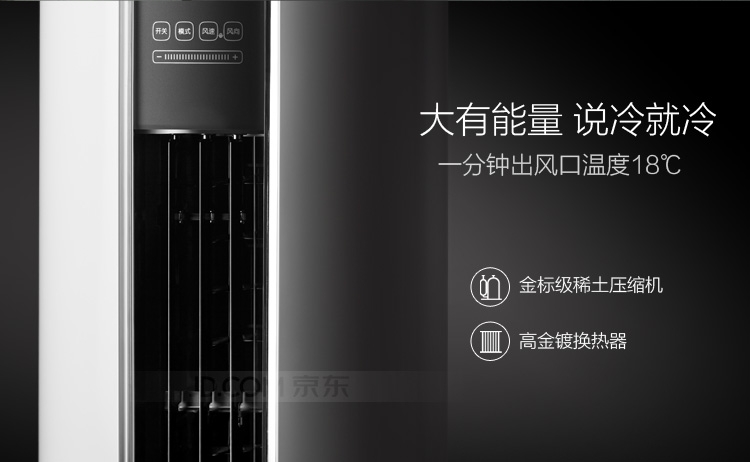 开关 模式 风速 风向
− +
大有能量 说冷就冷
一分钟出风口温度18℃
金标级稀土压缩机
高金镀换热器
JD.COM 京东